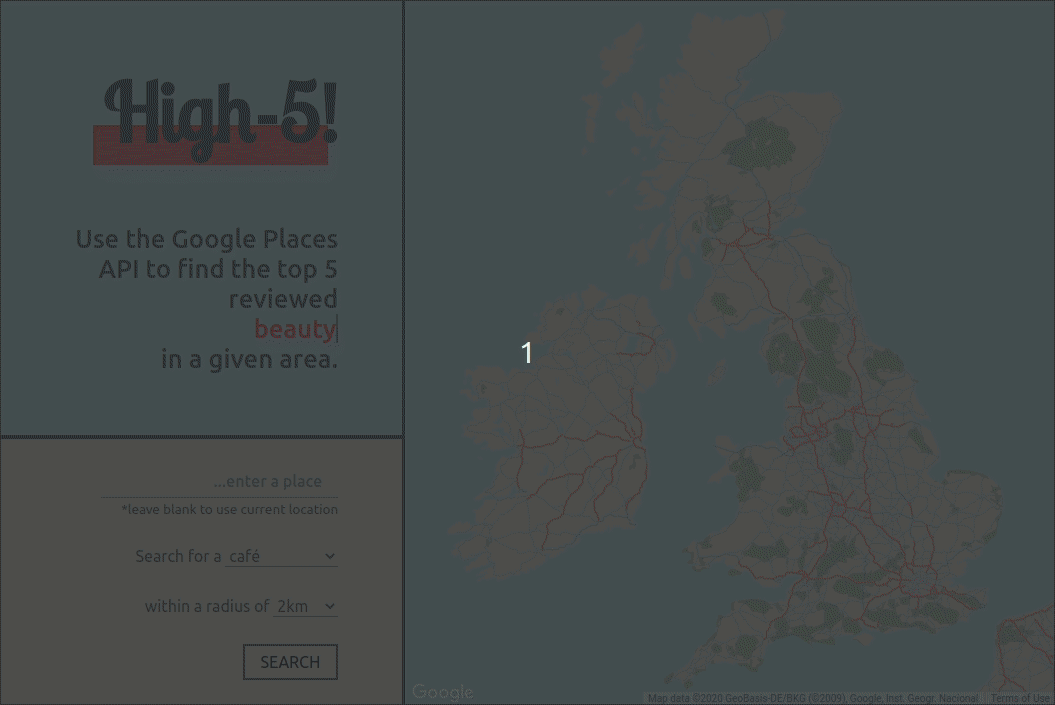 High-5!
Use the Google Places
API to find the top 5
reviewed
beauty
in a given area.
...enter a place
*leave blank to use current location
Search for a café
within a radius of 2km
SEARCH
1
Google
Map data ©2020 GeoBasis-DE/BKG (©2009), Google, Inst. Geogr. Nacional
Terms of Use